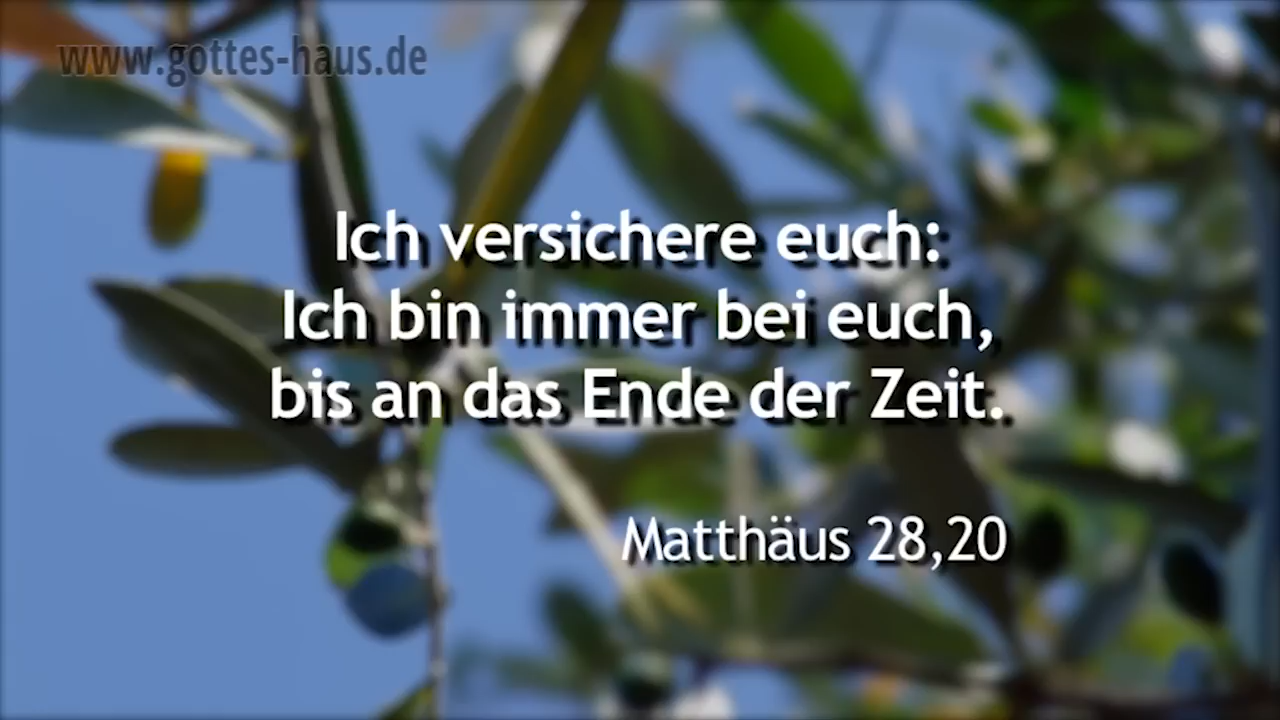 www.gottes-haus.de
Ich versichere euch:
Ich bin immer bei euch,
bis an das Ende der Zeit.
Matthäus 28,20